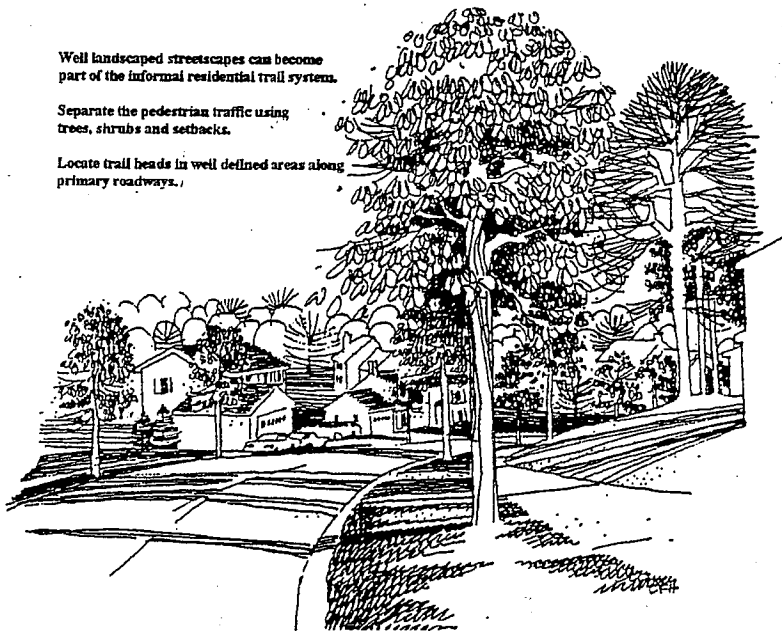 Well landscaped streetscapes can become
part of the informal residential trail system.
Separate the pedestrian traffic using
trees, shrubs and setbacks.
Locate trail heads in well defined areas along
primary roadways.